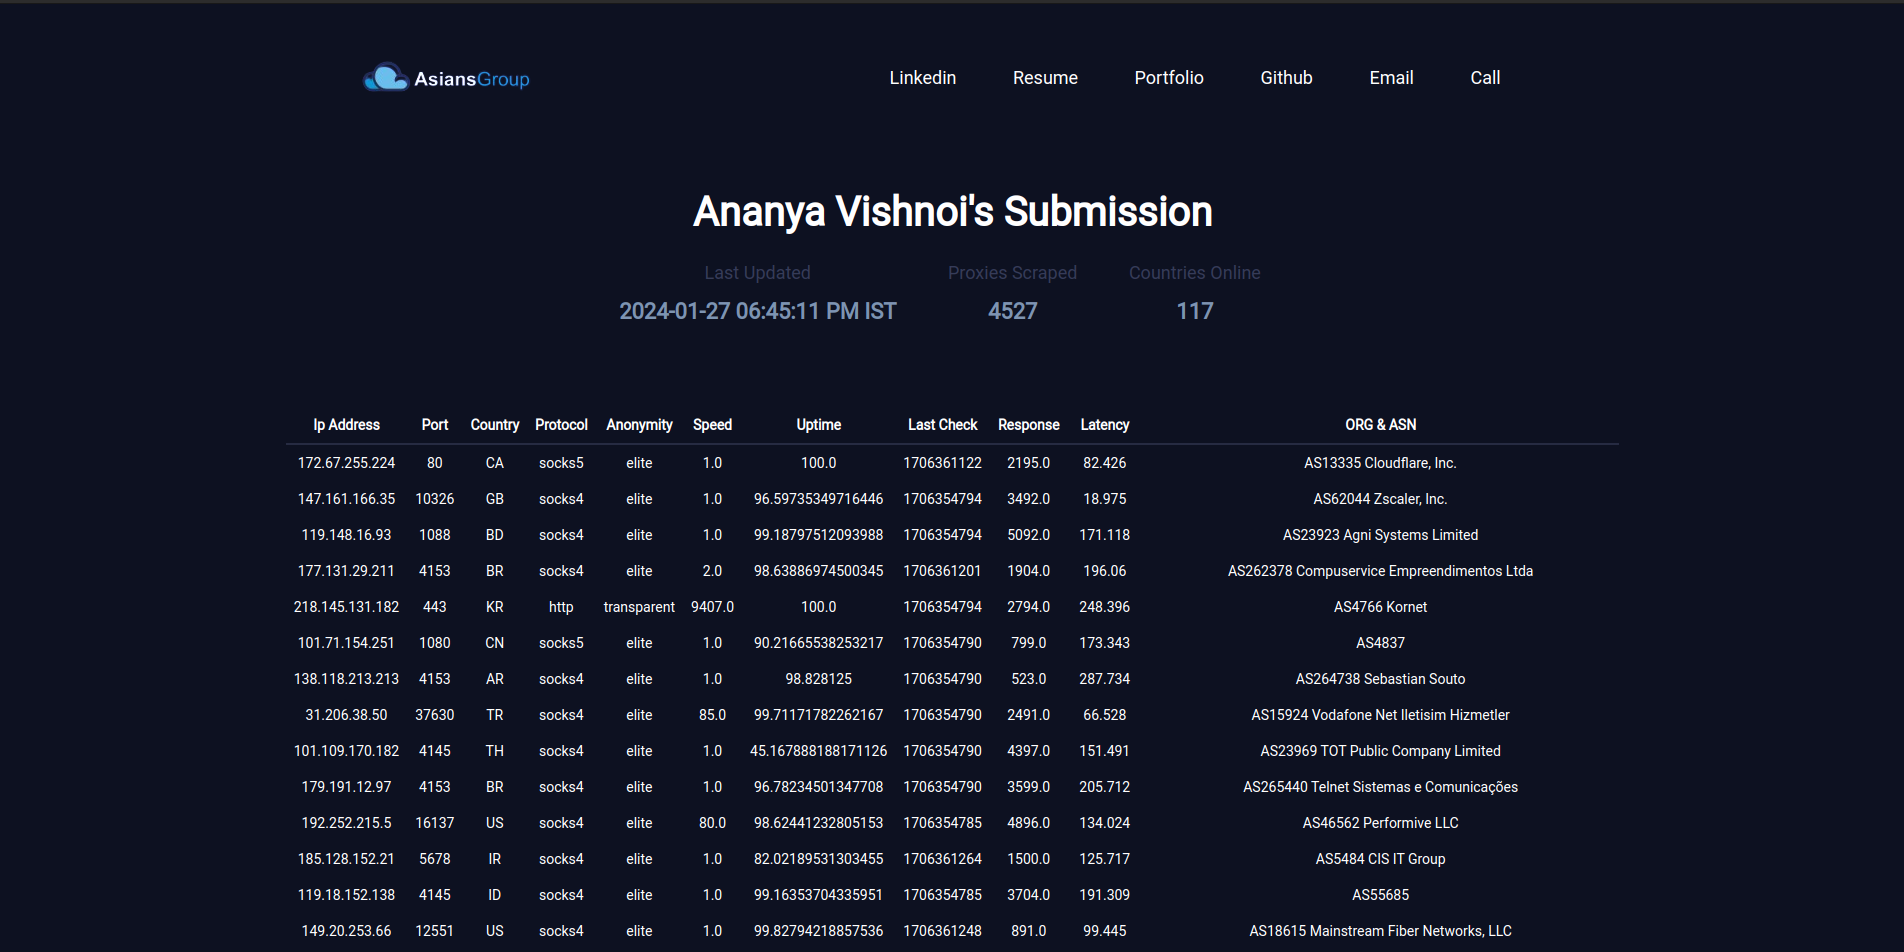 AsiansGroup Linkedin Resume Portfolio Github Email Call
Ananya Vishnoi's Submission
Last Updated Proxies Scraped Countries Online
2024-01-27 06:45:11 PM IST 4527 117
Ip Address Port Country Protocol Anonymity Speed Uptime Last Check Response Latency ORG & ASN
172.67.255.224 80 CA socks5 elite 1.0 100.0 1706361122 2195.0 82.426 AS13335 Cloudflare, Inc.
147.161.166.35 10326 GB socks4 elite 1.0 96.59735349716446 1706354794 3492.0 18.975 AS62044 Zscaler, Inc.
119.148.16.93 1088 BD socks4 elite 1.0 99.18797512093988 1706354794 5092.0 171.118 AS23923 Agni Systems Limited
177.131.29.211 4153 BR socks4 elite 2.0 98.63886974500345 1706361201 1904.0 196.06 AS262378 Compuservice Empreendimentos Ltda
218.145.131.182 443 KR http transparent 9407.0 100.0 1706354794 2794.0 248.396 AS4766 Kornet
101.71.154.251 1080 CN socks5 elite 1.0 90.21665538253217 1706354790 799.0 173.343 AS4837
138.118.213.213 4153 AR socks4 elite 1.0 98.828125 1706354790 523.0 287.734 AS264738 Sebastian Souto
31.206.38.50 37630 TR socks4 elite 85.0 99.71171782262167 1706354790 2491.0 66.528 AS15924 Vodafone Net Iletisim Hizmetler
101.109.170.182 4145 TH socks4 elite 1.0 45.167888188171126 1706354790 4397.0 151.491 AS23969 TOT Public Company Limited
179.191.12.97 4153 BR socks4 elite 1.0 96.78234501347708 1706354790 3599.0 205.712 AS265440 Telnet Sistemas e Comunicações
192.252.215.5 16137 US socks4 elite 80.0 98.62441232805153 1706354785 4896.0 134.024 AS46562 Performive LLC
185.128.152.21 5678 IR socks4 elite 1.0 82.02189531303455 1706361264 1500.0 125.717 AS5484 CIS IT Group
119.18.152.138 4145 ID socks4 elite 1.0 99.16353704335951 1706354785 3704.0 191.309 AS55685
149.20.253.66 12551 US socks4 elite 1.0 99.82794218857536 1706361248 891.0 99.445 AS18615 Mainstream Fiber Networks, LLC